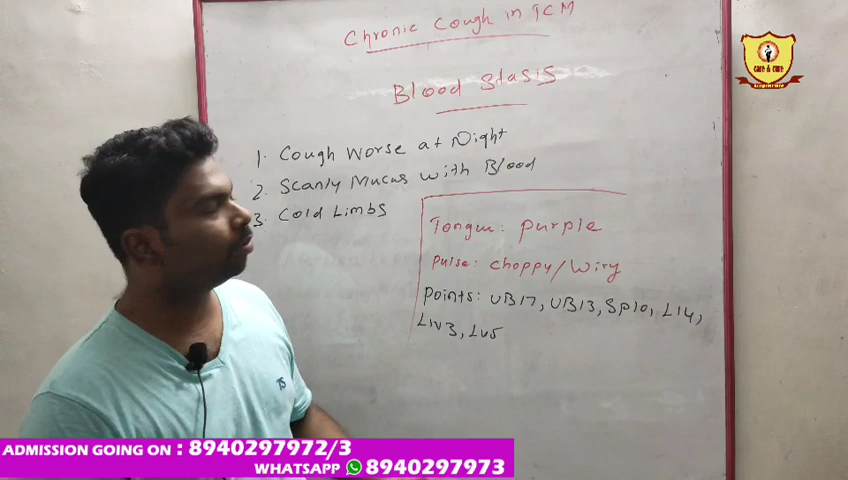 Chronic Cough in TCM
Blood Stasis
1. Cough Worse at Night
2. Scanty Mucus with Blood
3. Cold Limbs
Tongue: purple
Pulse: choppy/Wiry
Points: UB17, UB13, Sp10, LI4,
Liv3, Lu5
care & cure
ADMISSION GOING ON : 8940297972/3
WHATSAPP 8940297973